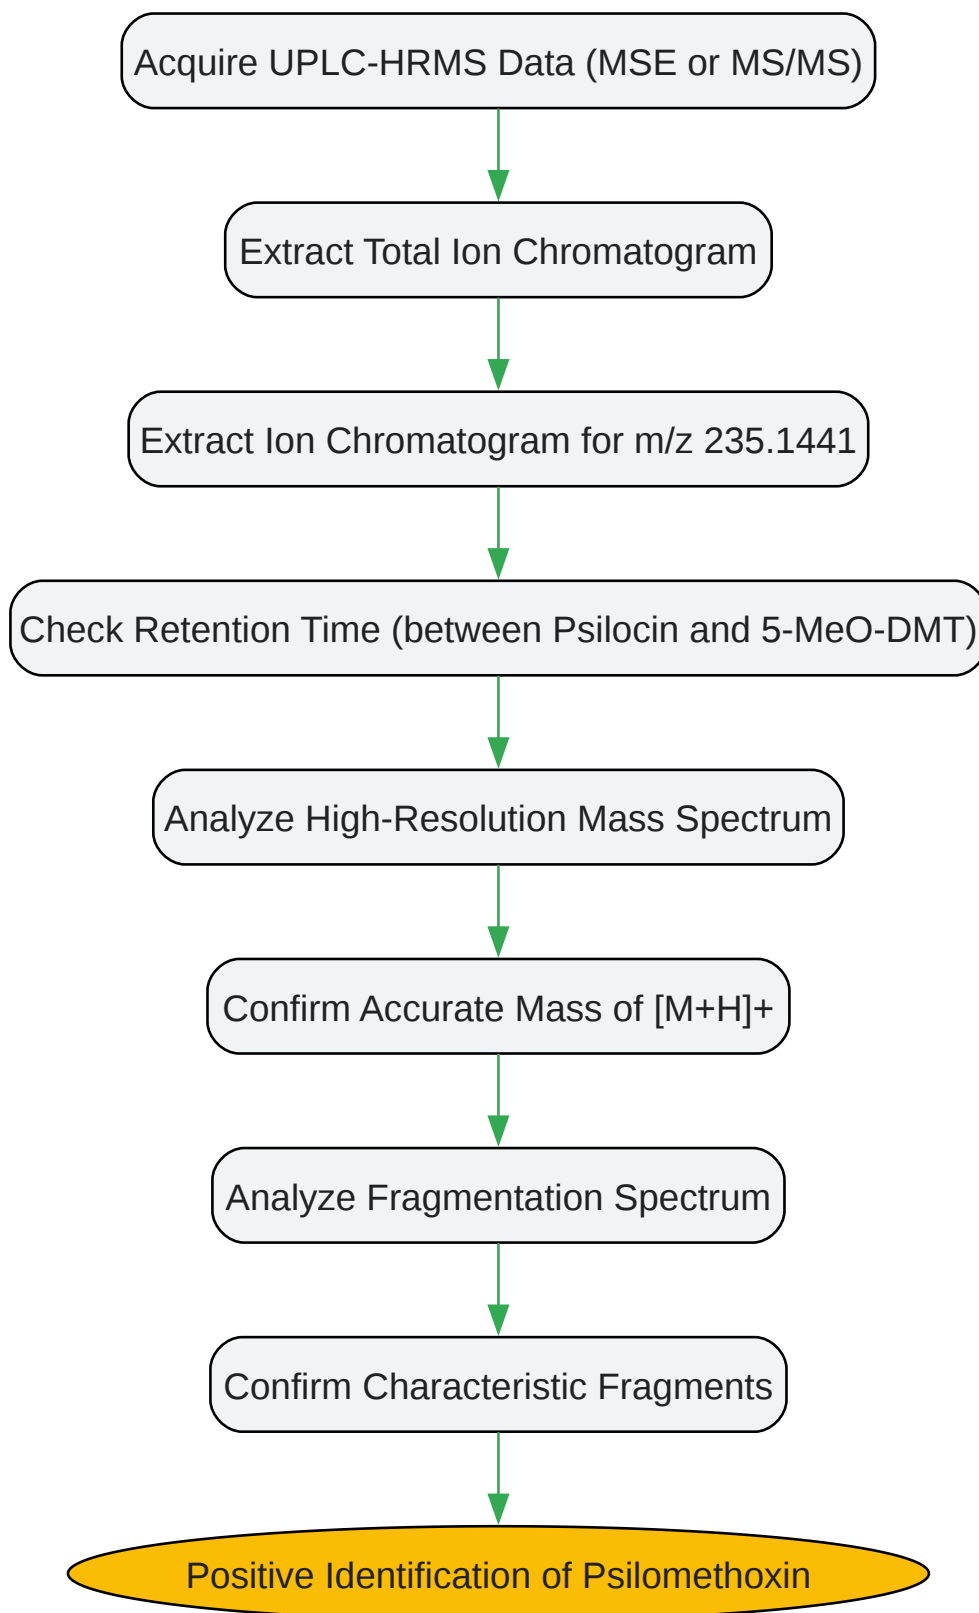 Acquire UPLC-HRMS Data (MSE or MS/MS)
Extract Total Ion Chromatogram
Extract Ion Chromatogram for m/z 235.1441
Check Retention Time (between Psilocin and 5-MeO-DMT)
Analyze High-Resolution Mass Spectrum
Confirm Accurate Mass of [M+H]+
Analyze Fragmentation Spectrum
Confirm Characteristic Fragments
Positive Identification of Psilomethoxin